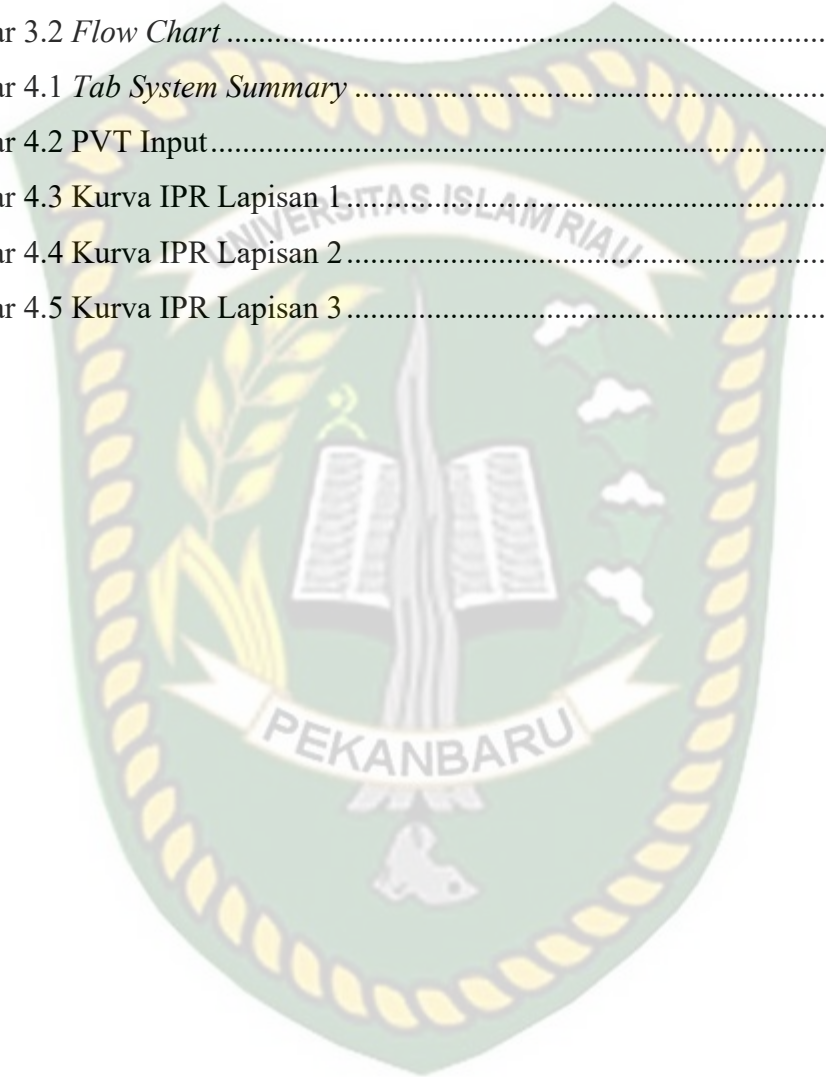 ar 3.2 Flow Chart ........................................................................
ar 4.1 Tab System Summary ........................................................
ar 4.2 PVT Input...........................................................................
ar 4.3 Kurva IPR Lapisan 1..........................................................
ar 4.4 Kurva IPR Lapisan 2..........................................................
ar 4.5 Kurva IPR Lapisan 3..........................................................
UNIVERSITAS ISLAM RIAU
PEKANBARU